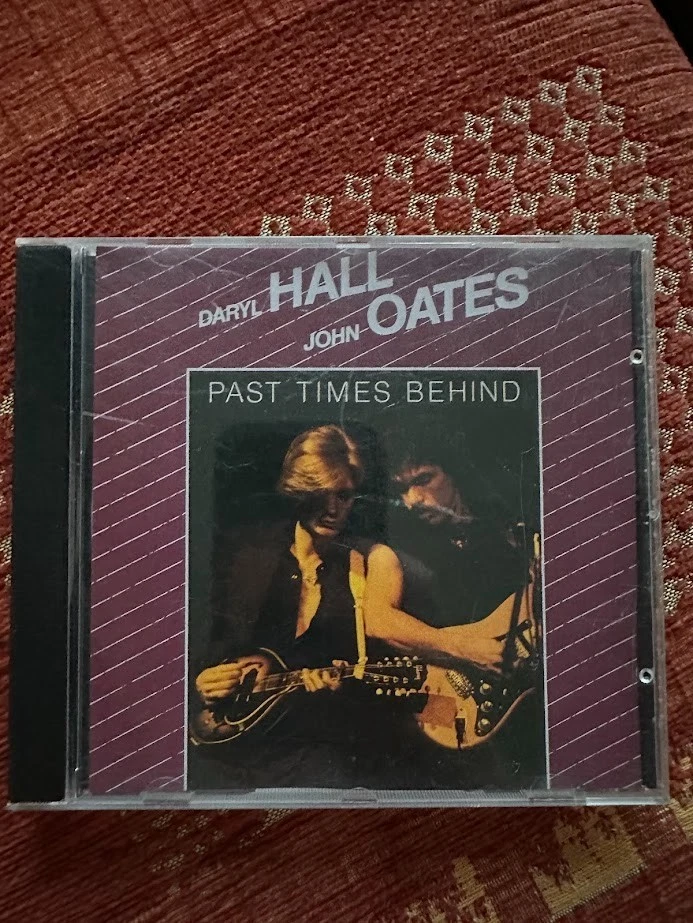 DARYL HALL
JOHN OATES
PAST TIMES BEHIND